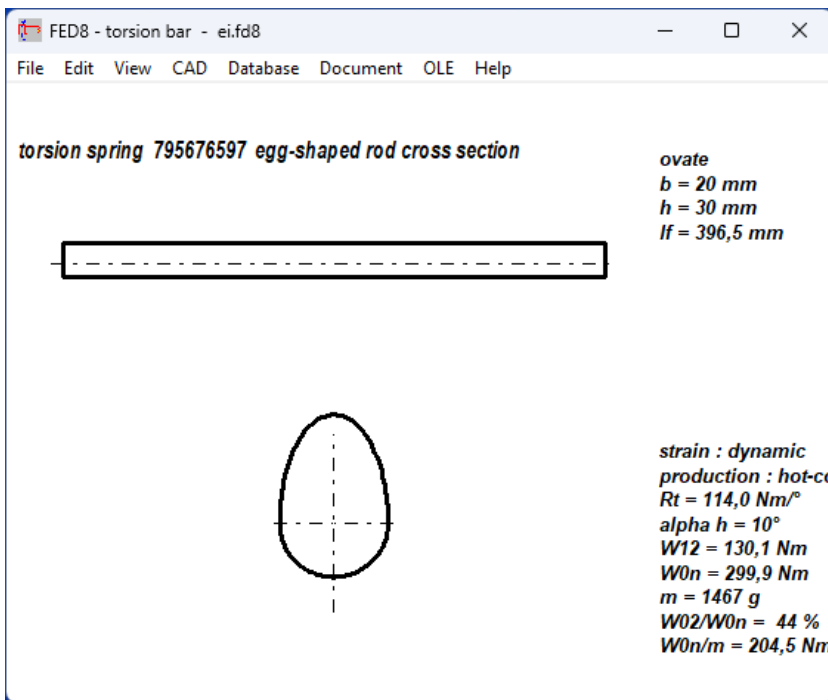 FED8 - torsion bar - ei.fd8
File Edit View CAD Database Document OLE Help
torsion spring 795676597 egg-shaped rod cross section
ovate
b = 20 mm
h = 30 mm
lf = 396,5 mm
strain : dynamic
production : hot-co
Rt = 114,0 Nm/°
alpha h = 10°
W12 = 130,1 Nm
W0n = 299,9 Nm
m = 1467 g
W02/W0n = 44 %
W0n/m = 204,5 Nm